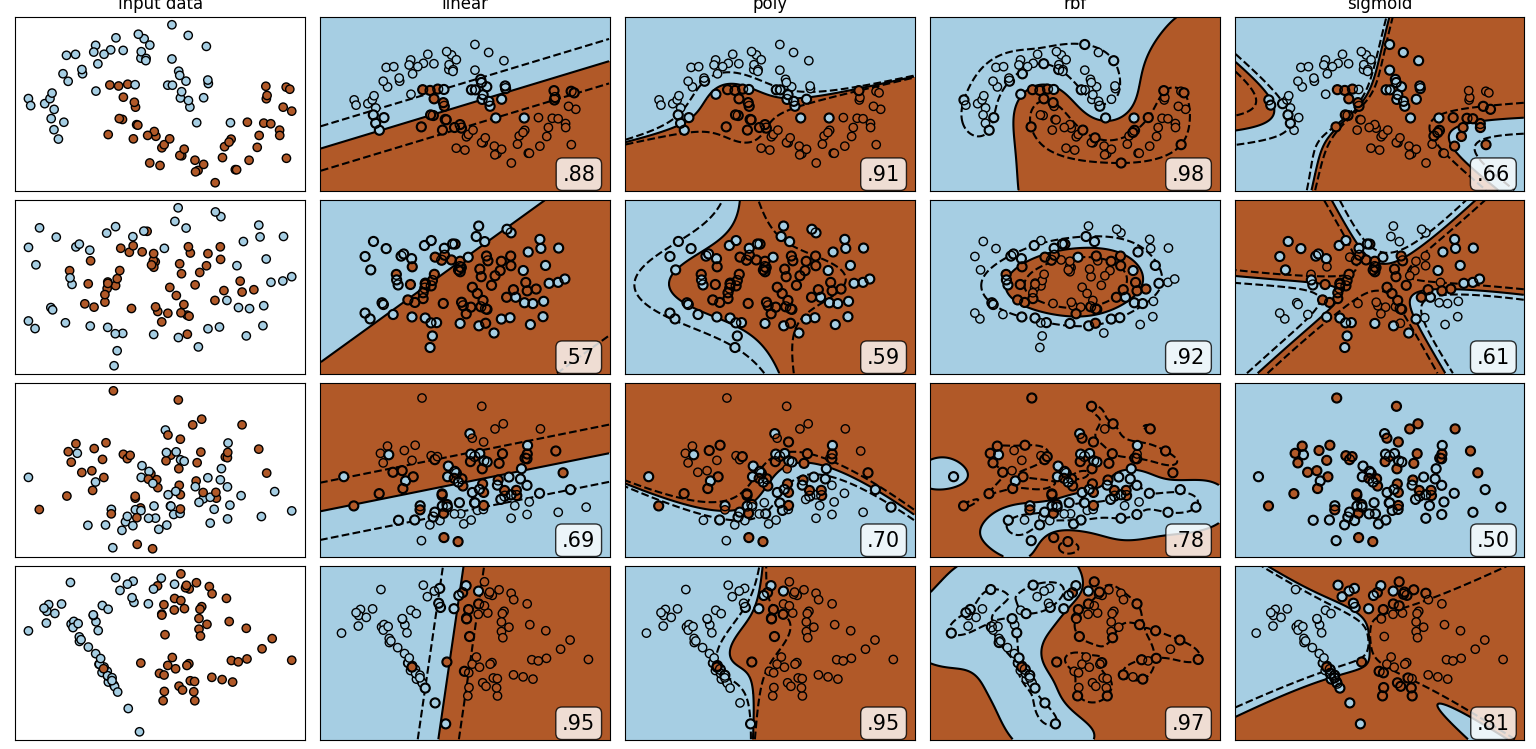 input data linear poly rbf sigmoid
.88 .91 .98 .66
.57 .59 .92 .61
.69 .70 .78 .50
.95 .95 .97 .81